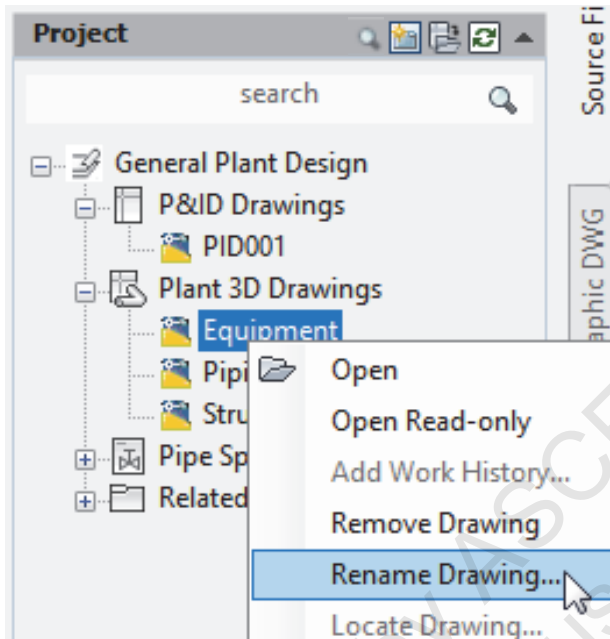 Project
search
General Plant Design
P&ID Drawings
PID001
Plant 3D Drawings
Equipment
Open
Open Read-only
Add Work History...
Remove Drawing
Rename Drawing...
Locate Drawing...
Related
Source Fi
aphic DWG